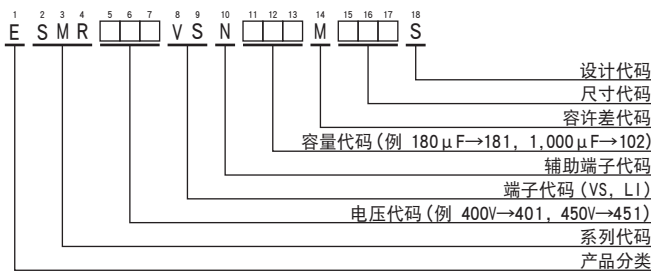 1 2 3 4 5 6 7 8 9 10 11 12 13 14 15 16 17 18
E SMR □□□ VS N □□□ M □□□ S
设计代码
尺寸代码
容许差代码
容量代码(例 180μF→181, 1,000μF→102)
辅助端子代码
端子代码(VS, LI)
电压代码(例 400V→401, 450V→451)
系列代码
产品分类